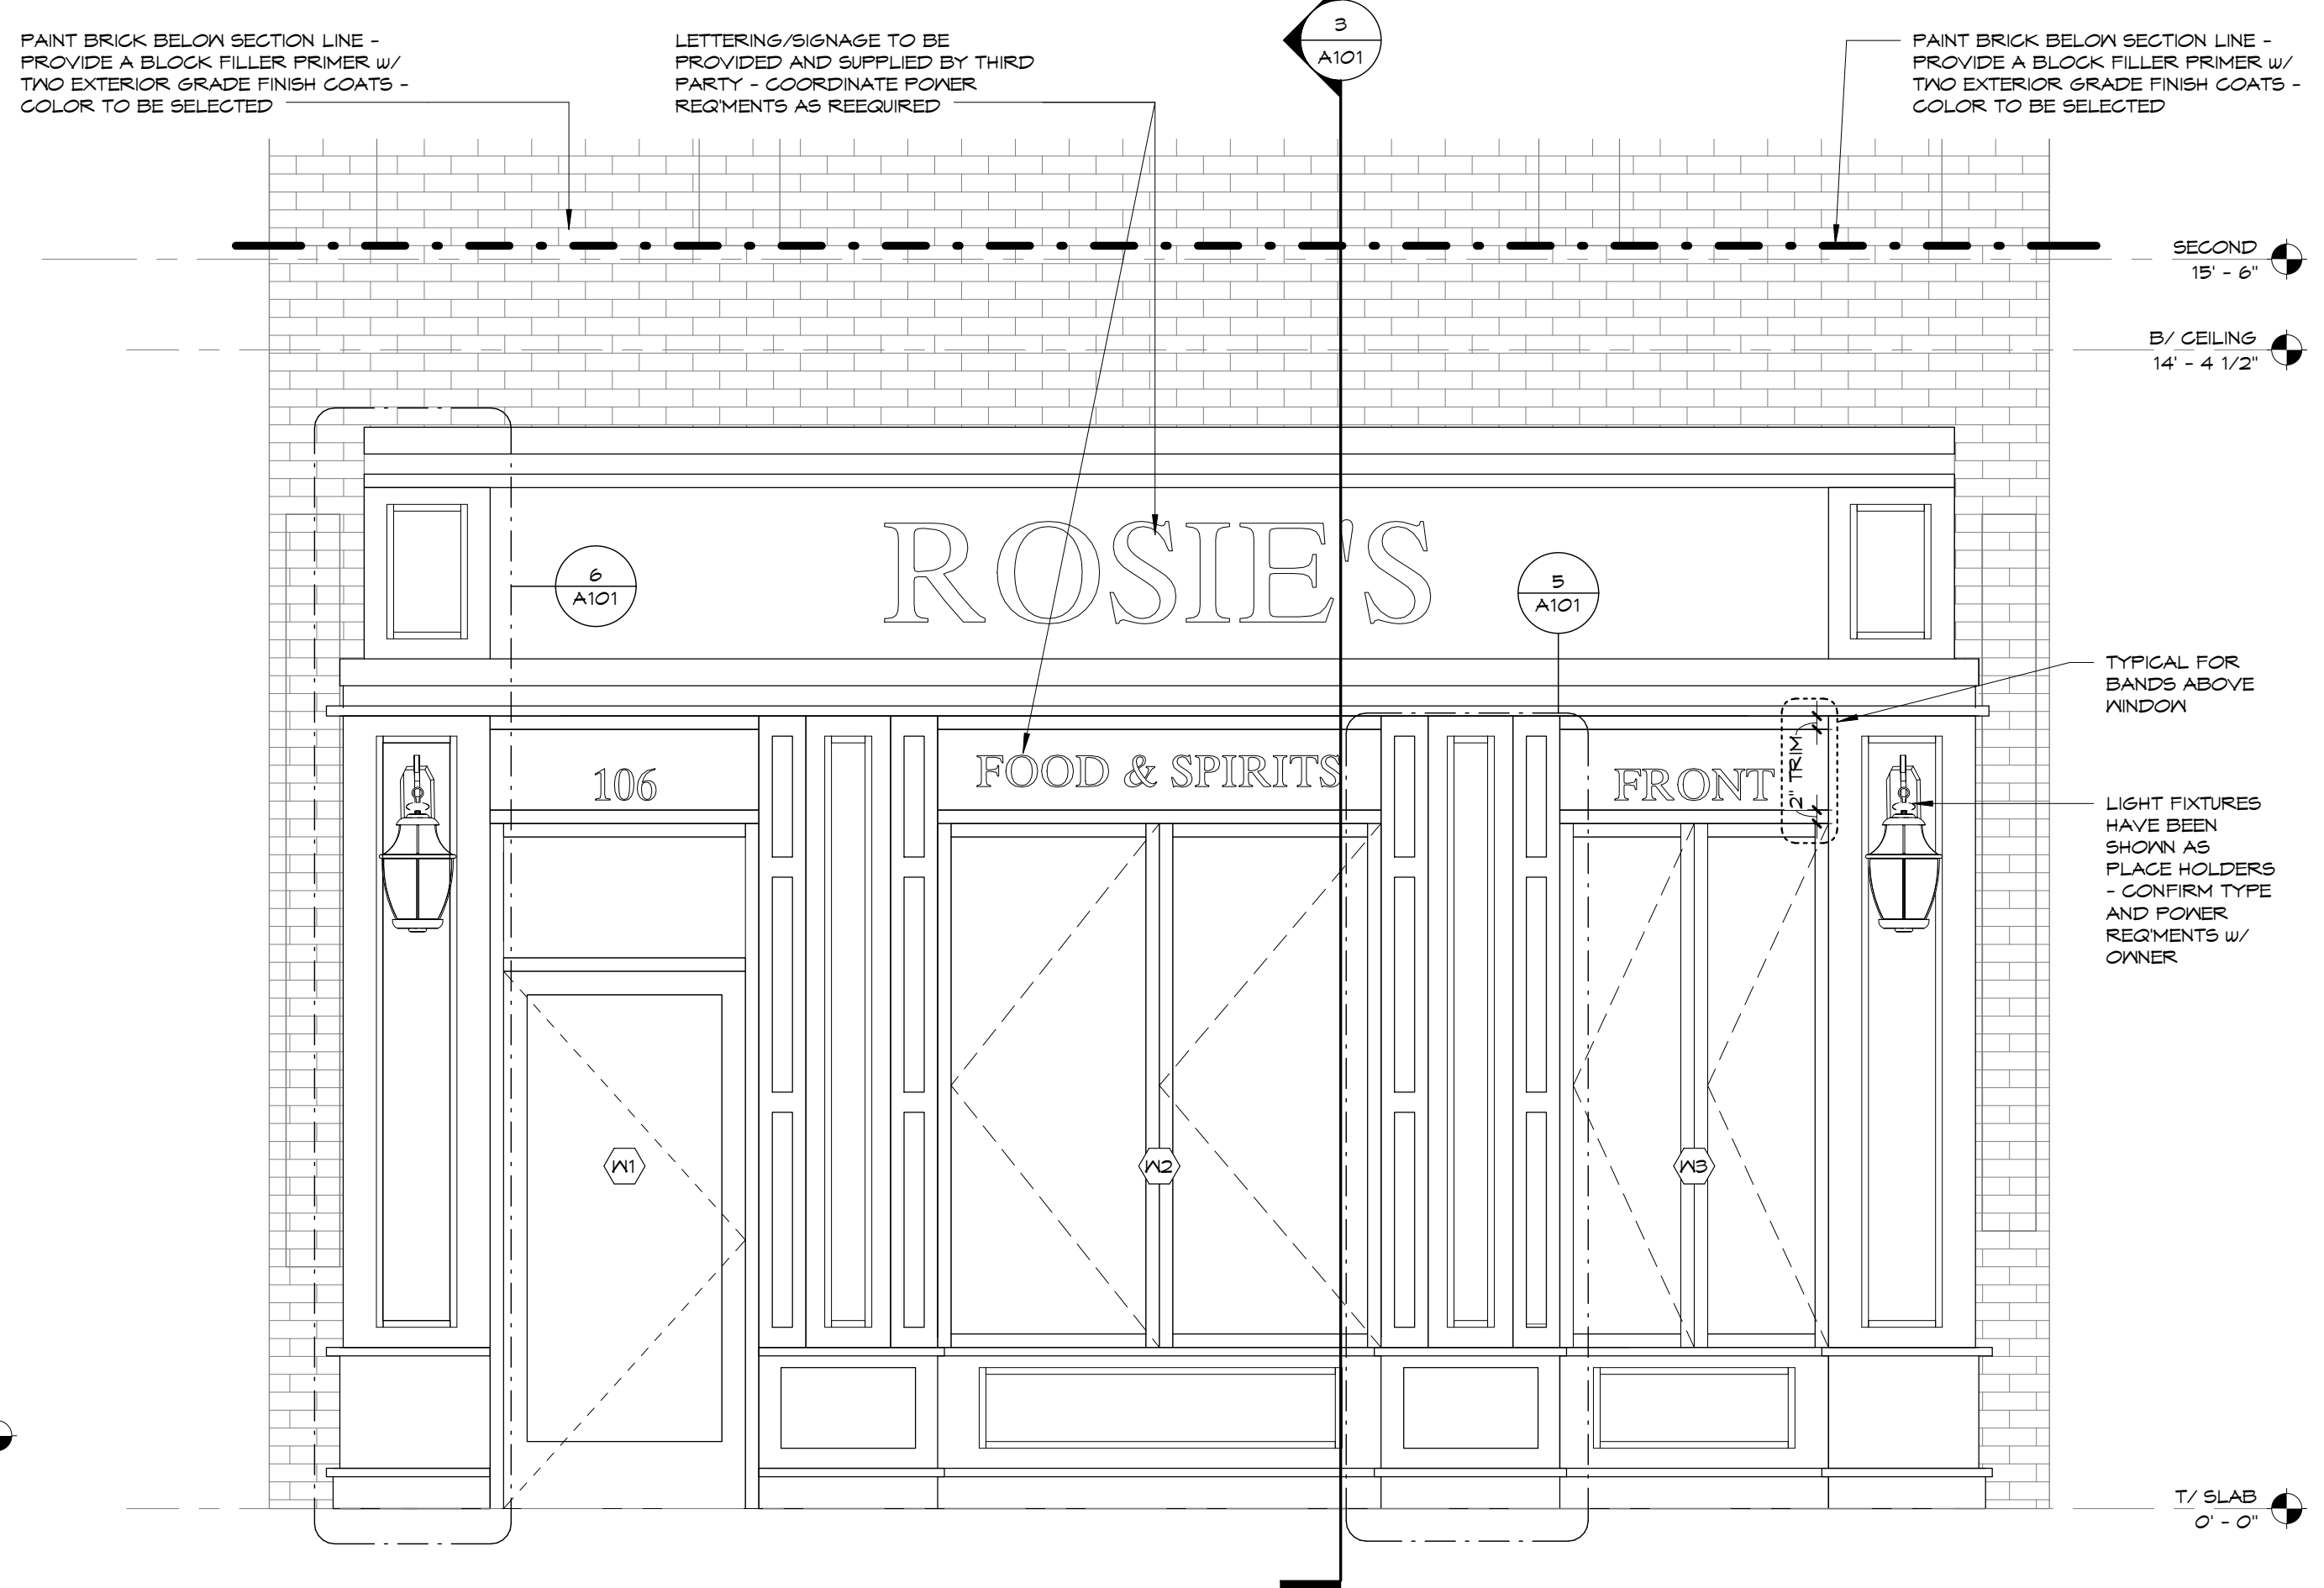 PAINT BRICK BELOW SECTION LINE -
PROVIDE A BLOCK FILLER PRIMER w/
TWO EXTERIOR GRADE FINISH COATS -
COLOR TO BE SELECTED
LETTERING/SIGNAGE TO BE
PROVIDED AND SUPPLIED BY THIRD
PARTY - COORDINATE POWER
REQ'MENTS AS REEQUIRED
3
A101
PAINT BRICK BELOW SECTION LINE -
PROVIDE A BLOCK FILLER PRIMER w/
TWO EXTERIOR GRADE FINISH COATS -
COLOR TO BE SELECTED
SECOND
15' - 6"
B/ CEILING
14' - 4 1/2"
ROSIE'S
6
A101
5
A101
TYPICAL FOR
BANDS ABOVE
WINDOW
106
FOOD & SPIRITS
FRONT
2" TRIM
LIGHT FIXTURES
HAVE BEEN
SHOWN AS
PLACE HOLDERS
- CONFIRM TYPE
AND POWER
REQ'MENTS w/
OWNER
W1
W2
W3
T/ SLAB
0' - 0"